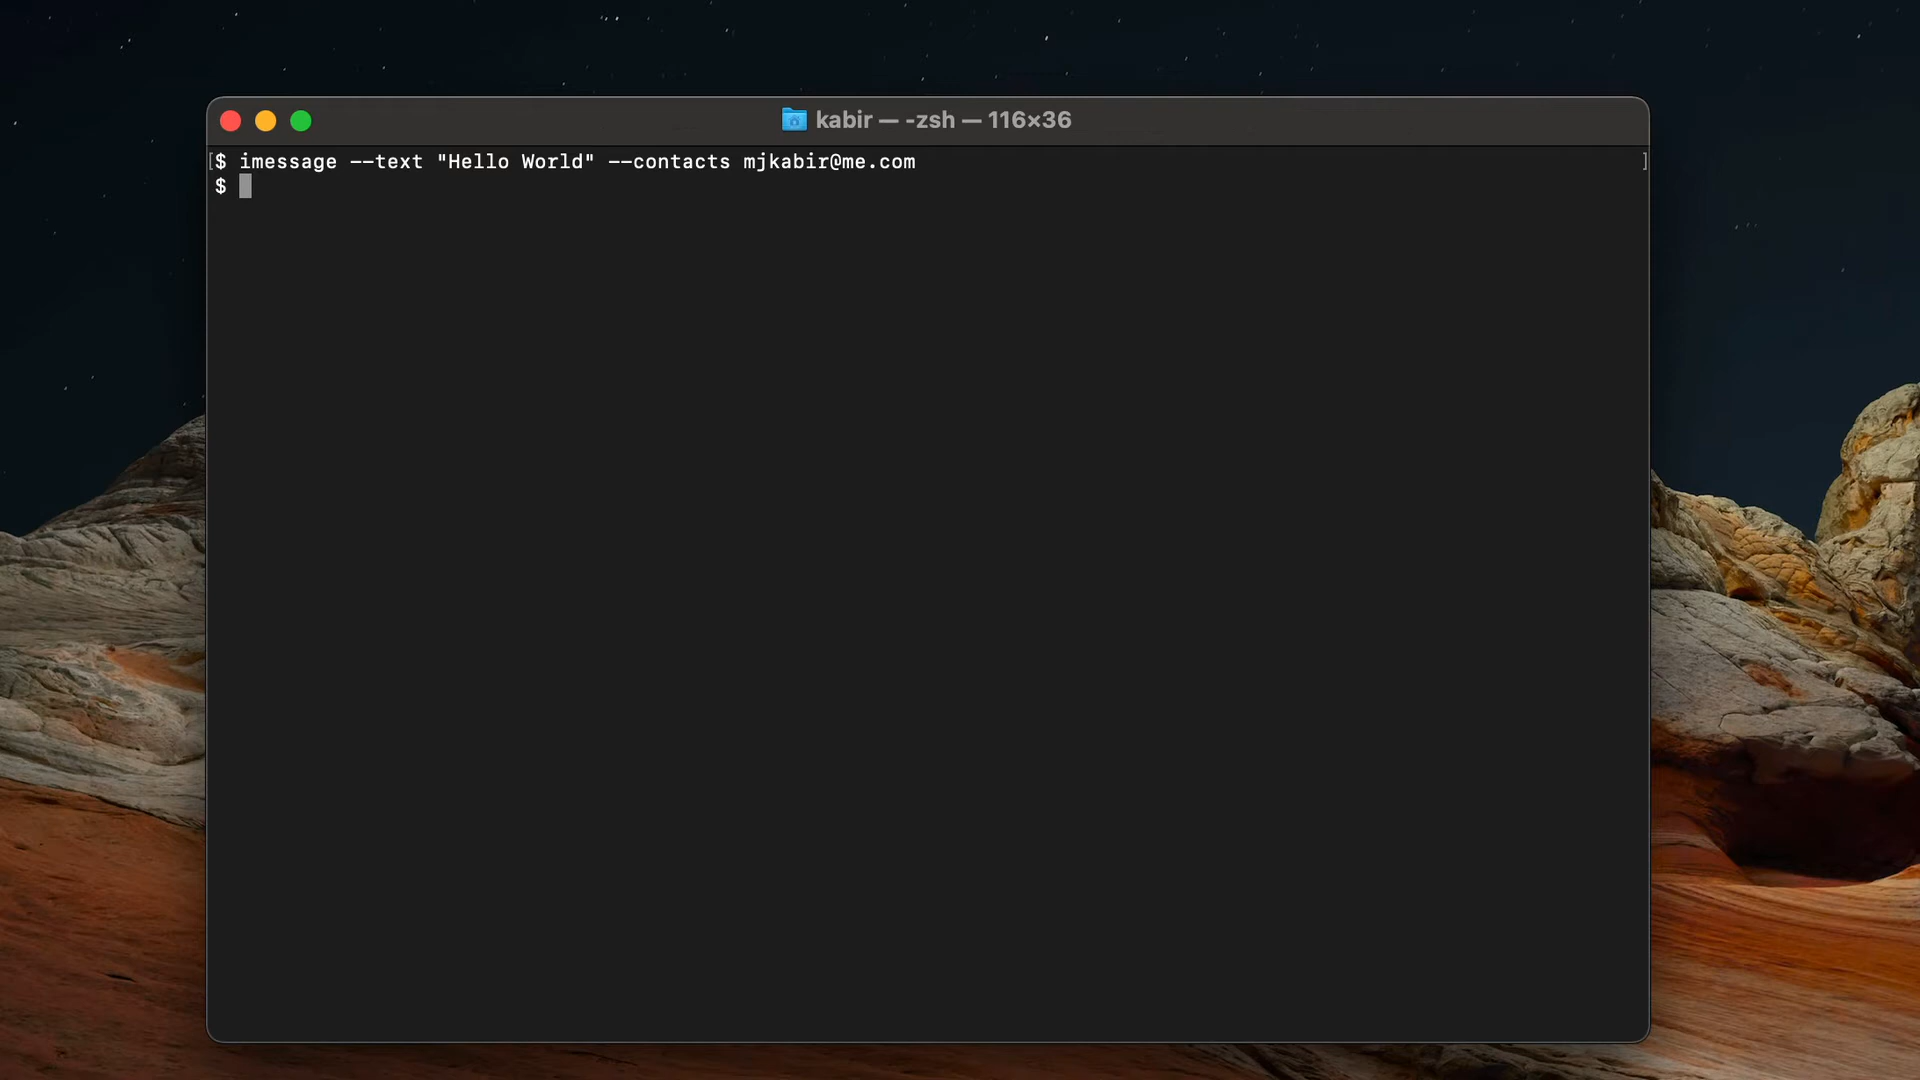 kabir — -zsh — 116×36
[$ imessage --text "Hello World" --contacts mjkabir@me.com ]
$